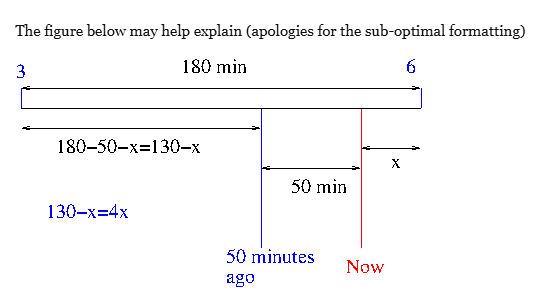 The figure below may help explain (apologies for the sub-optimal formatting)
3 180 min 6
180−50−x=130−x
x
50 min
130−x=4x
50 minutes
ago
Now